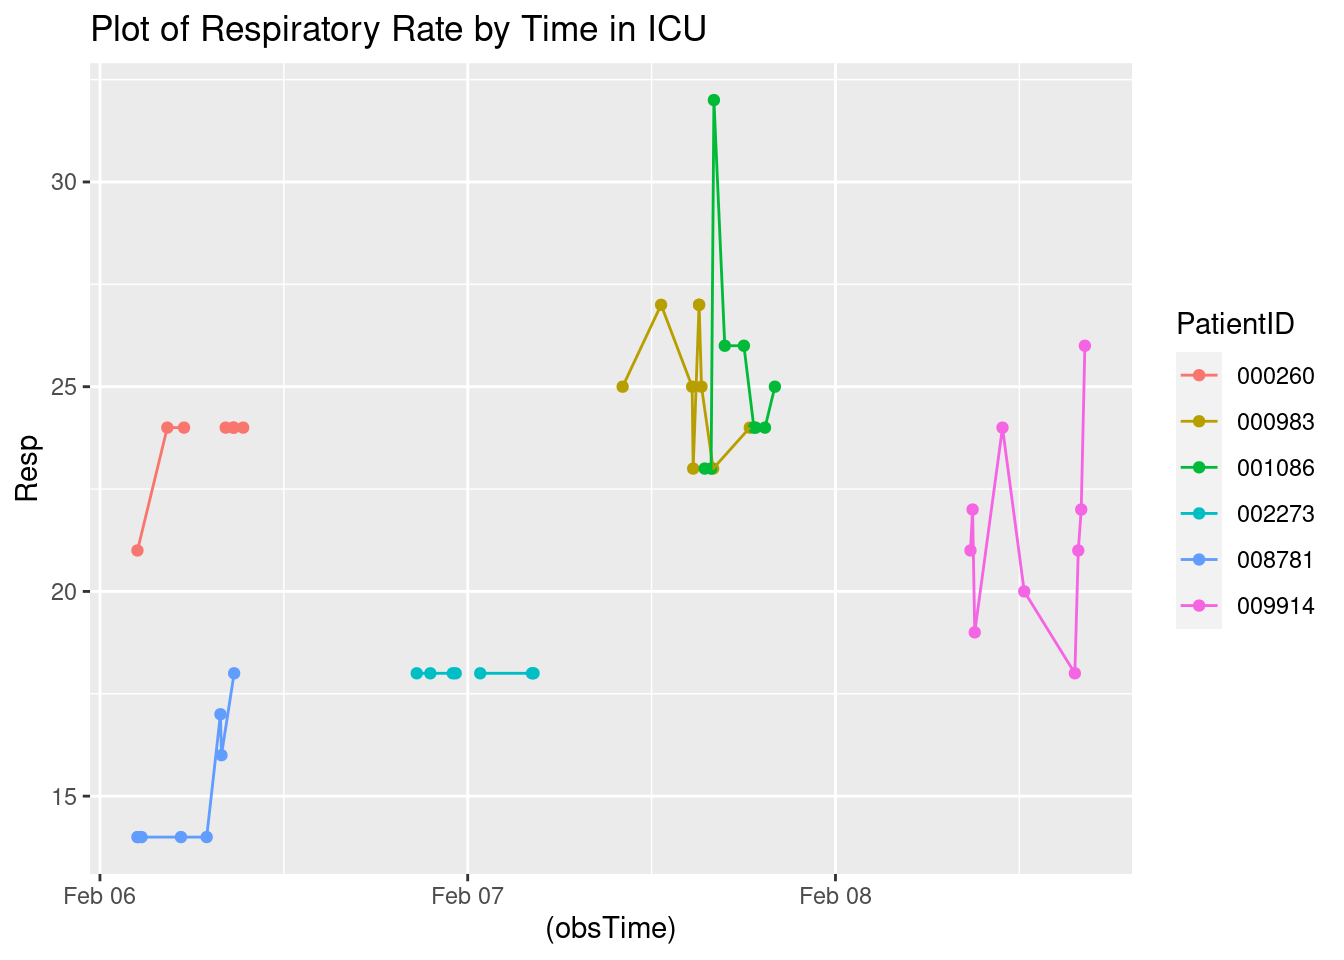 Plot of Respiratory Rate by Time in ICU
30
25
20
15
Resp
Feb 06
Feb 07
Feb 08
(obsTime)
PatientID
000260
000983
001086
002273
008781
009914